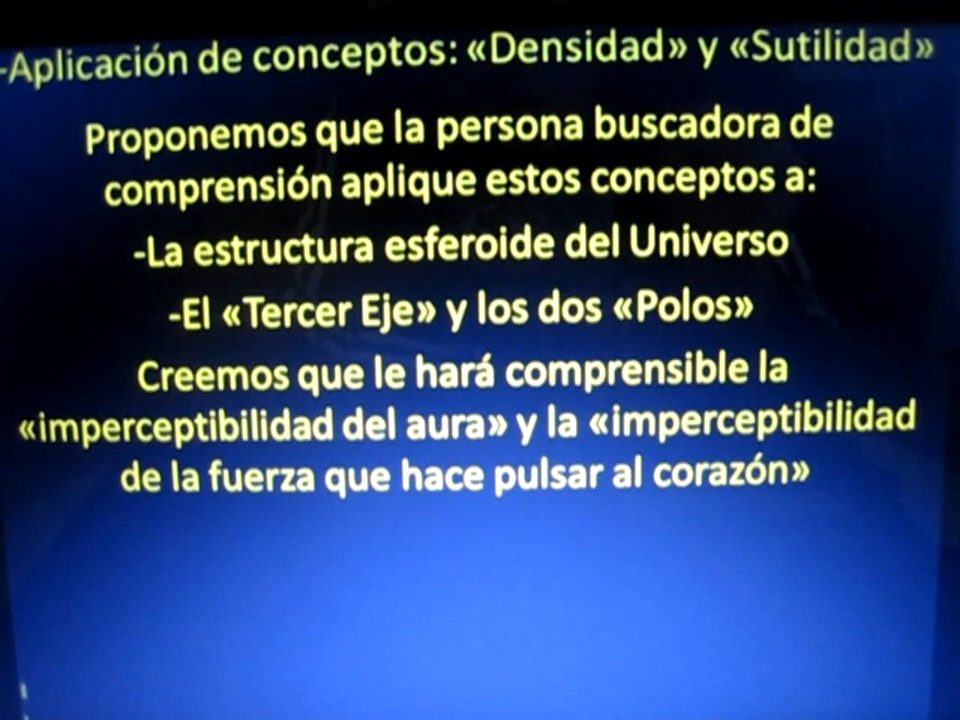 -Aplicación de conceptos: «Densidad» y «Sutilidad»
Proponemos que la persona buscadora de
comprensión aplique estos conceptos a:
-La estructura esferoide del Universo
-El «Tercer Eje» y los dos «Polos»
Creemos que le hará comprensible la
«imperceptibilidad del aura» y la «imperceptibilidad
de la fuerza que hace pulsar al corazón»